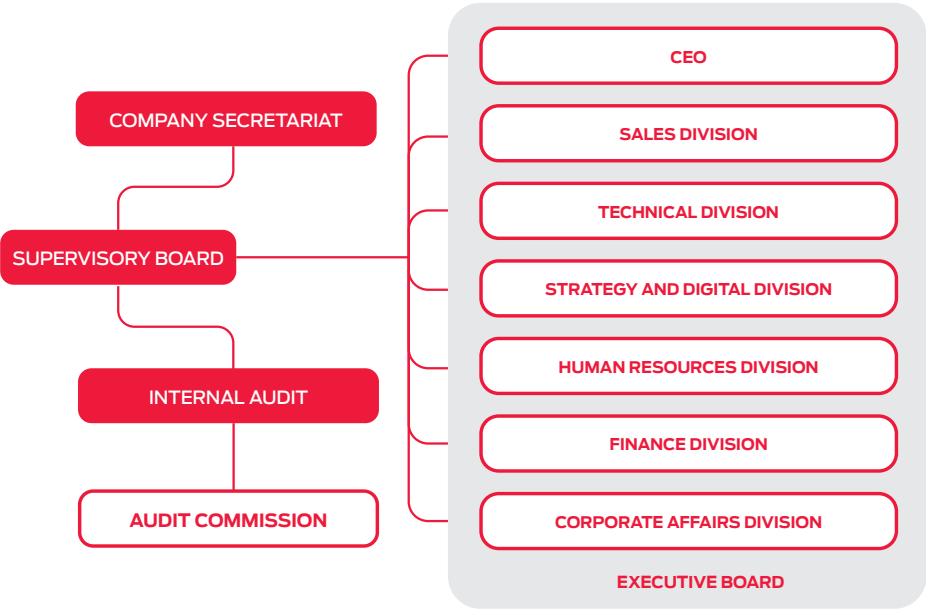 COMPANY SECRETARIAT
SUPERVISORY BOARD
INTERNAL AUDIT
AUDIT COMMISSION
CEO
SALES DIVISION
TECHNICAL DIVISION
STRATEGY AND DIGITAL DIVISION
HUMAN RESOURCES DIVISION
FINANCE DIVISION
CORPORATE AFFAIRS DIVISION
EXECUTIVE BOARD